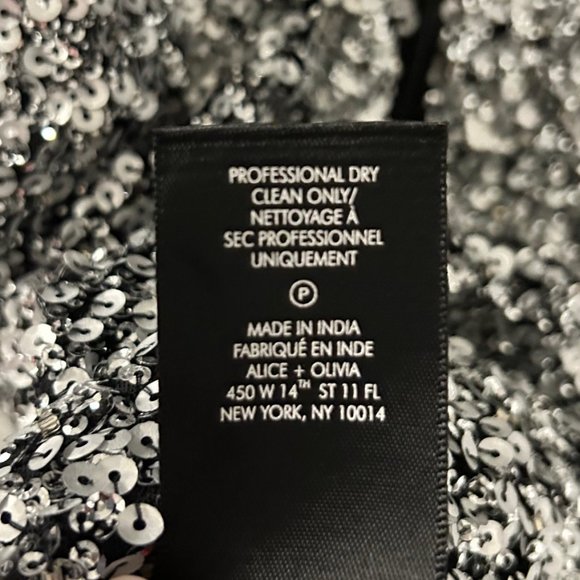 PROFESSIONAL DRY
CLEAN ONLY/
NETTOYAGE À
SEC PROFESSIONNEL
UNIQUEMENT
P
MADE IN INDIA
FABRIQUÉ EN INDE
ALICE + OLIVIA
450 W 14TH ST 11 FL
NEW YORK, NY 10014